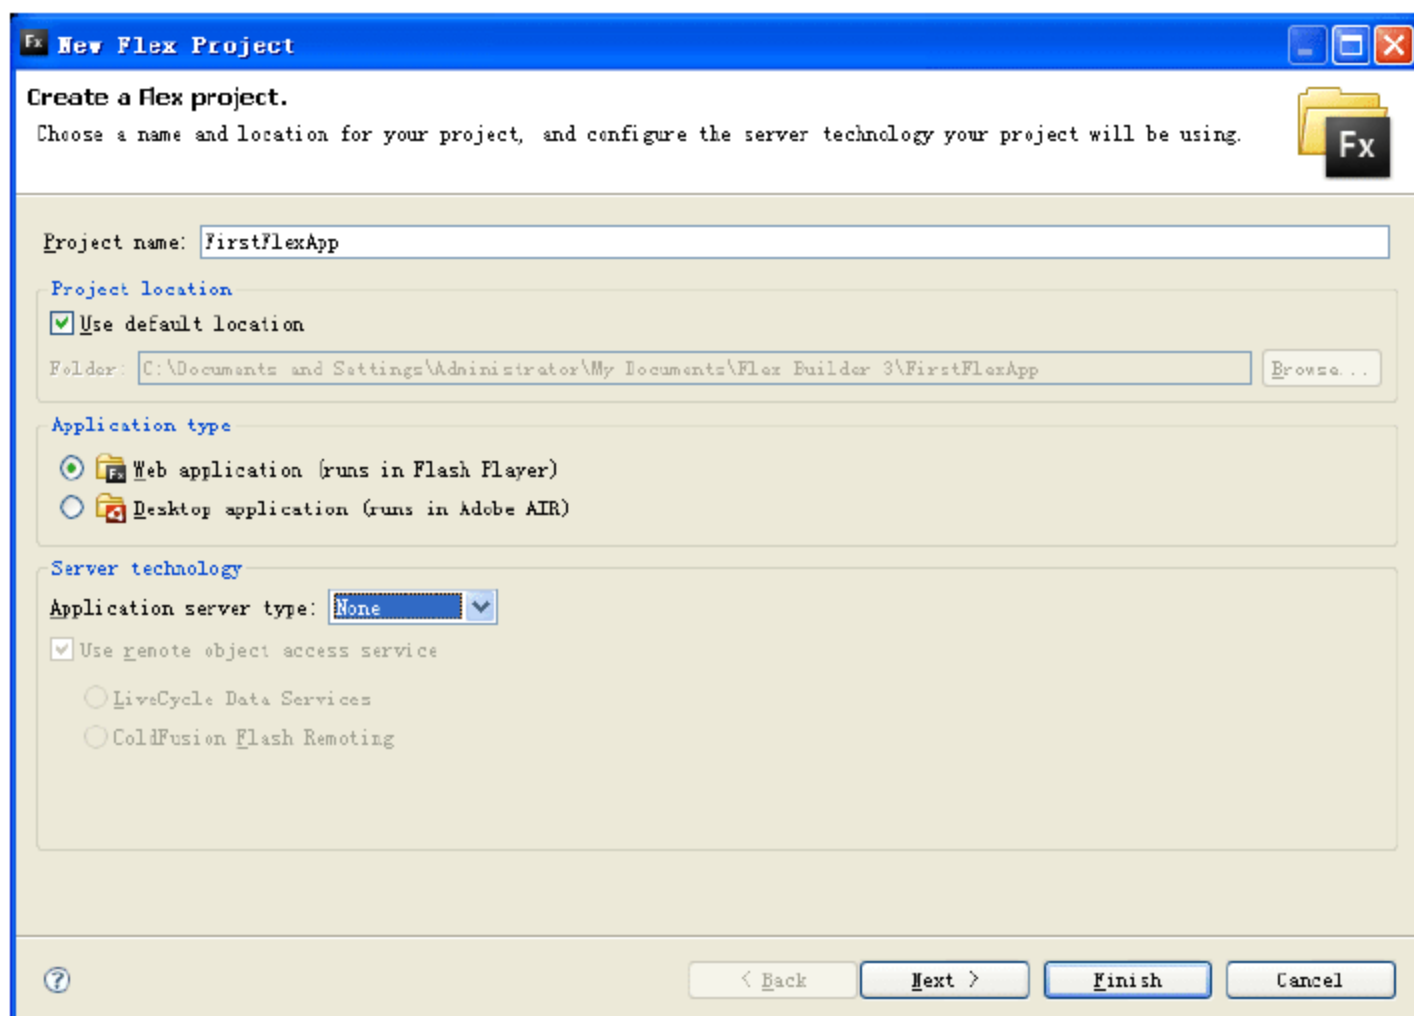 Fx New Flex Project
Create a Flex project.
Choose a name and location for your project, and configure the server technology your project will be using.
Fx
Project name: FirstFlexApp
Project location
Use default location
Folder: C:\Documents and Settings\Administrator\My Documents\Flex Builder 3\FirstFlexApp Browse...
Application type
Fx Web application (runs in Flash Player)
Desktop application (runs in Adobe AIR)
Server technology
Application server type: None
Use remote object access service
LiveCycle Data Services
ColdFusion Flash Remoting
? < Back Next > Finish Cancel